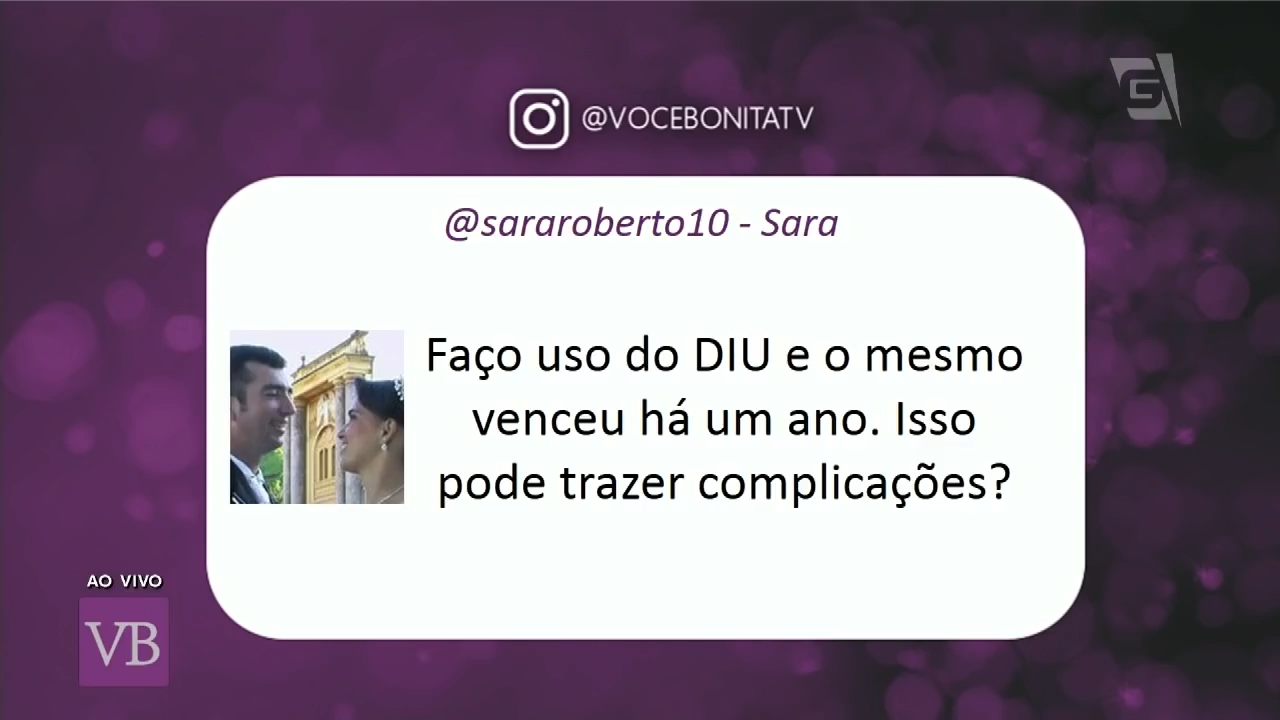 @VOCEBONITATV
@sararoberto10 - Sara
Faço uso do DIU e o mesmo
venceu há um ano. Isso
pode trazer complicações?
AO VIVO
VB